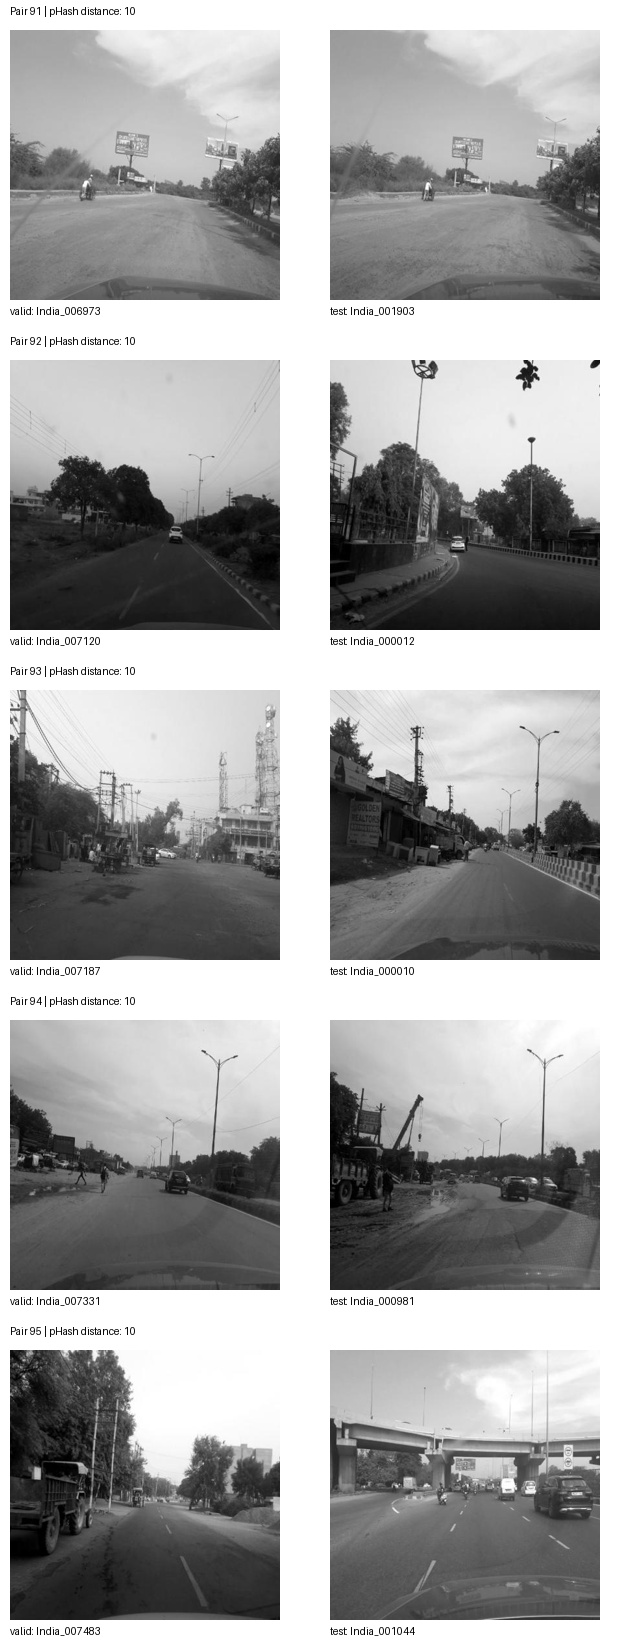 Pair 91 | pHash distance: 10
valid: India_006973
test: India_001903
Pair 92 | pHash distance: 10
valid: India_007120
test: India_000012
Pair 93 | pHash distance: 10
GOLDEN
REALTORS
valid: India_007187
test: India_000010
Pair 94 | pHash distance: 10
valid: India_007331
test: India_000981
Pair 95 | pHash distance: 10
valid: India_007483
test: India_001044